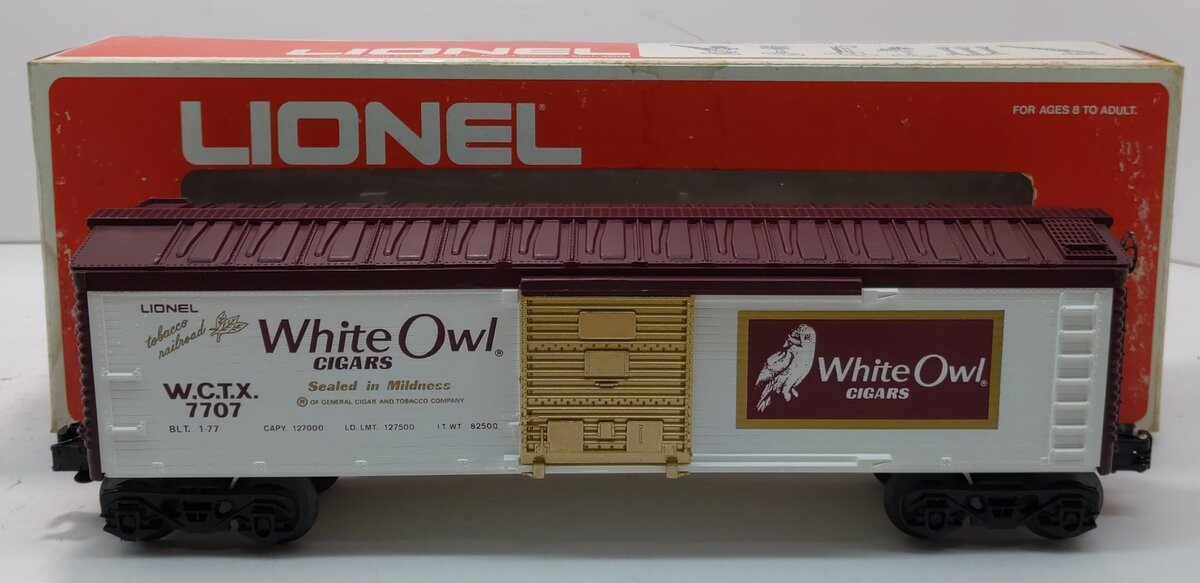 LIONEL
LIONEL®
FOR AGES 8 TO ADULT.
LIONEL
tobacco
railroad
White Owl®
CIGARS
Sealed in Mildness
® OF GENERAL CIGAR AND TOBACCO COMPANY
W.C.T.X.
7707
BLT. 1-77 CAPY. 127000 LD. LMT. 127500 LT. WT 82500
White Owl®
CIGARS